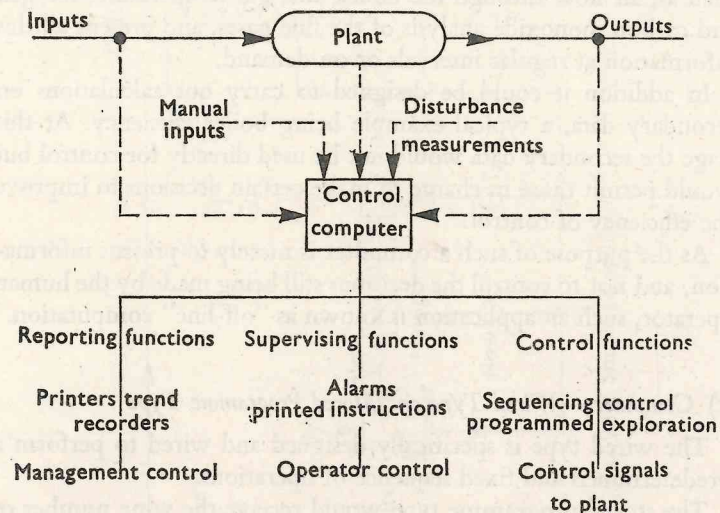 Inputs
Plant
Outputs
Manual
inputs
Disturbance
measurements
Control
computer
Reporting functions
Supervising functions
Control functions
Printers trend
recorders
Alarms
printed instructions
Sequencing control
programmed exploration
Management control
Operator control
Control signals
to plant